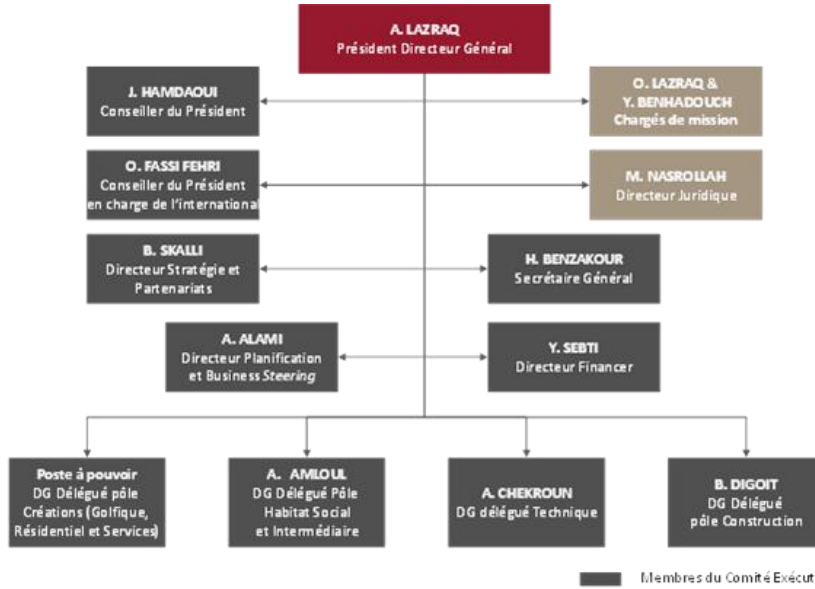 A. LAZRAQ
Président Directeur Général
J. HAMDAOUI
Conseiller du Président
O. LAZRAQ &
Y. BENHADOUCH
Chargés de mission
O. FASSI FEHRI
Conseiller du Président
en charge de l'international
M. NASROLLAH
Directeur Juridique
B. SKALLI
Directeur Stratégie et
Partenariats
H. BENZAKOUR
Secrétaire Général
A. ALAMI
Directeur Planification
et Business Steering
Y. SEBTI
Directeur Financer
Poste à pouvoir
DG Délégué pôle
Créations (Golfique,
Résidentiel et Services)
A. AMLOUL
DG Délégué Pôle
Habitat Social
et Intermédiaire
A. CHEKROUN
DG délégué Technique
B. DIGOIT
DG Délégué
pôle Construction
Membres du Comité Exécut